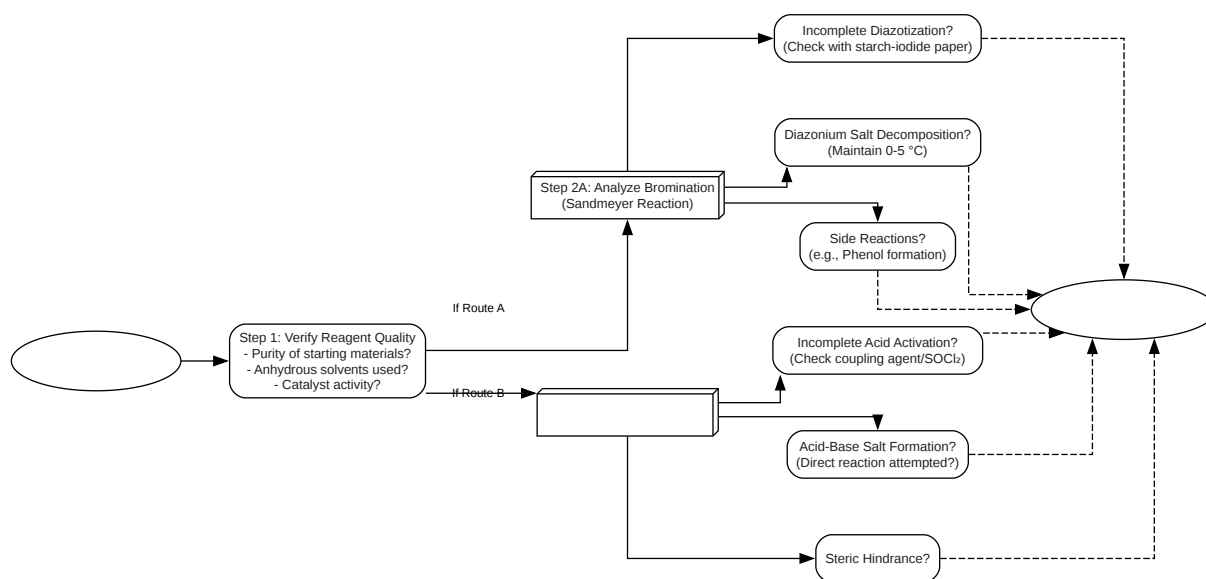 Incomplete Diazotization?
(Check with starch-iodide paper)
Diazonium Salt Decomposition?
(Maintain 0-5 °C)
Step 2A: Analyze Bromination
(Sandmeyer Reaction)
Side Reactions?
(e.g., Phenol formation)
If Route A
Step 1: Verify Reagent Quality
- Purity of starting materials?
- Anhydrous solvents used?
- Catalyst activity?
If Route B
Incomplete Acid Activation?
(Check coupling agent/SOCl₂)
Acid-Base Salt Formation?
(Direct reaction attempted?)
Steric Hindrance?